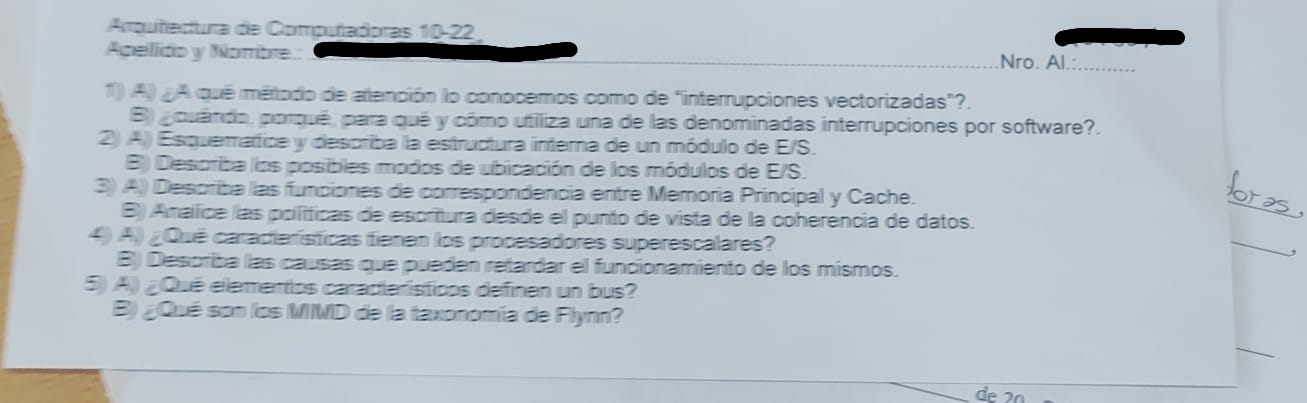 Arquitectura de Computadoras 10-22
Apellido y Nombre.: ..........Nro. Al.:..........
1) A) ¿A qué método de atención lo conocemos como de "interrupciones vectorizadas"?.
B) ¿cuándo, porqué, para qué y cómo utiliza una de las denominadas interrupciones por software?.
2) A) Esquematice y describa la estructura interna de un módulo de E/S.
B) Describa los posibles modos de ubicación de los módulos de E/S.
3) A) Describa las funciones de correspondencia entre Memoria Principal y Cache.
B) Analice las políticas de escritura desde el punto de vista de la coherencia de datos.
4) A) ¿Qué características tienen los procesadores superescalares?
B) Describa las causas que pueden retardar el funcionamiento de los mismos.
5) A) ¿Qué elementos característicos definen un bus?
B) ¿Qué son los MIMD de la taxonomía de Flynn?
de 20